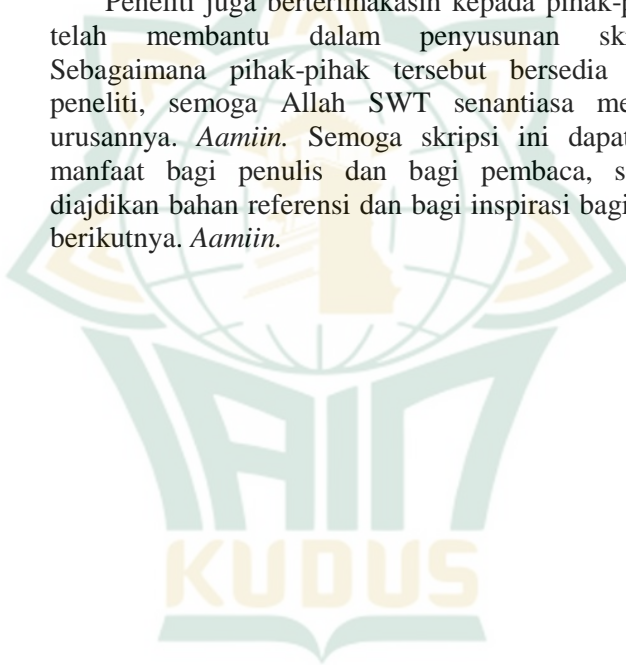 Peneliti juga berterimakasih kepada pihak-p
telah membantu dalam penyusunan sk
Sebagaimana pihak-pihak tersebut bersedia
peneliti, semoga Allah SWT senantiasa me
urusannya. Aamiin. Semoga skripsi ini dapat
manfaat bagi penulis dan bagi pembaca, s
diajdikan bahan referensi dan bagi inspirasi bagi
berikutnya. Aamiin.
IAIN
KUDUS